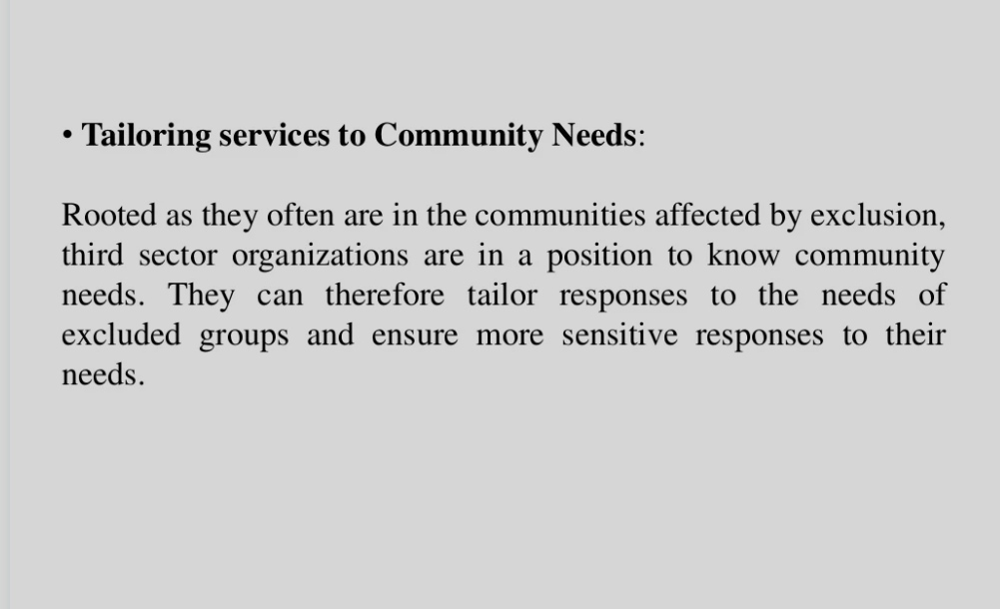 • Tailoring services to Community Needs:
Rooted as they often are in the communities affected by exclusion,
third sector organizations are in a position to know community
needs. They can therefore tailor responses to the needs of
excluded groups and ensure more sensitive responses to their
needs.